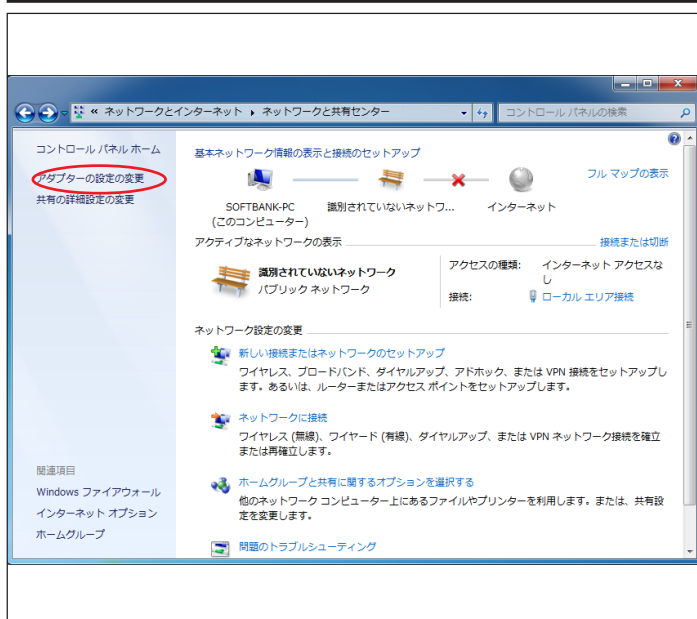 « ネットワークとインターネット ▸ ネットワークと共有センター
コントロール パネルの検索
コントロール パネル ホーム
アダプターの設定の変更
共有の詳細設定の変更
基本ネットワーク情報の表示と接続のセットアップ
フル マップの表示
SOFTBANK-PC
(このコンピューター)
識別されていないネットワ...
インターネット
アクティブなネットワークの表示
接続または切断
識別されていないネットワーク
パブリック ネットワーク
アクセスの種類: インターネット アクセスな
し
接続: ローカル エリア接続
ネットワーク設定の変更
新しい接続またはネットワークのセットアップ
ワイヤレス、ブロードバンド、ダイヤルアップ、アドホック、または VPN 接続をセットアップし
ます。あるいは、ルーターまたはアクセス ポイントをセットアップします。
ネットワークに接続
ワイヤレス (無線)、ワイヤード (有線)、ダイヤルアップ、または VPN ネットワーク接続を確立
または再確立します。
ホームグループと共有に関するオプションを選択する
他のネットワーク コンピューター上にあるファイルやプリンターを利用します。または、共有設
定を変更します。
問題のトラブルシューティング
関連項目
Windows ファイアウォール
インターネット オプション
ホームグループ